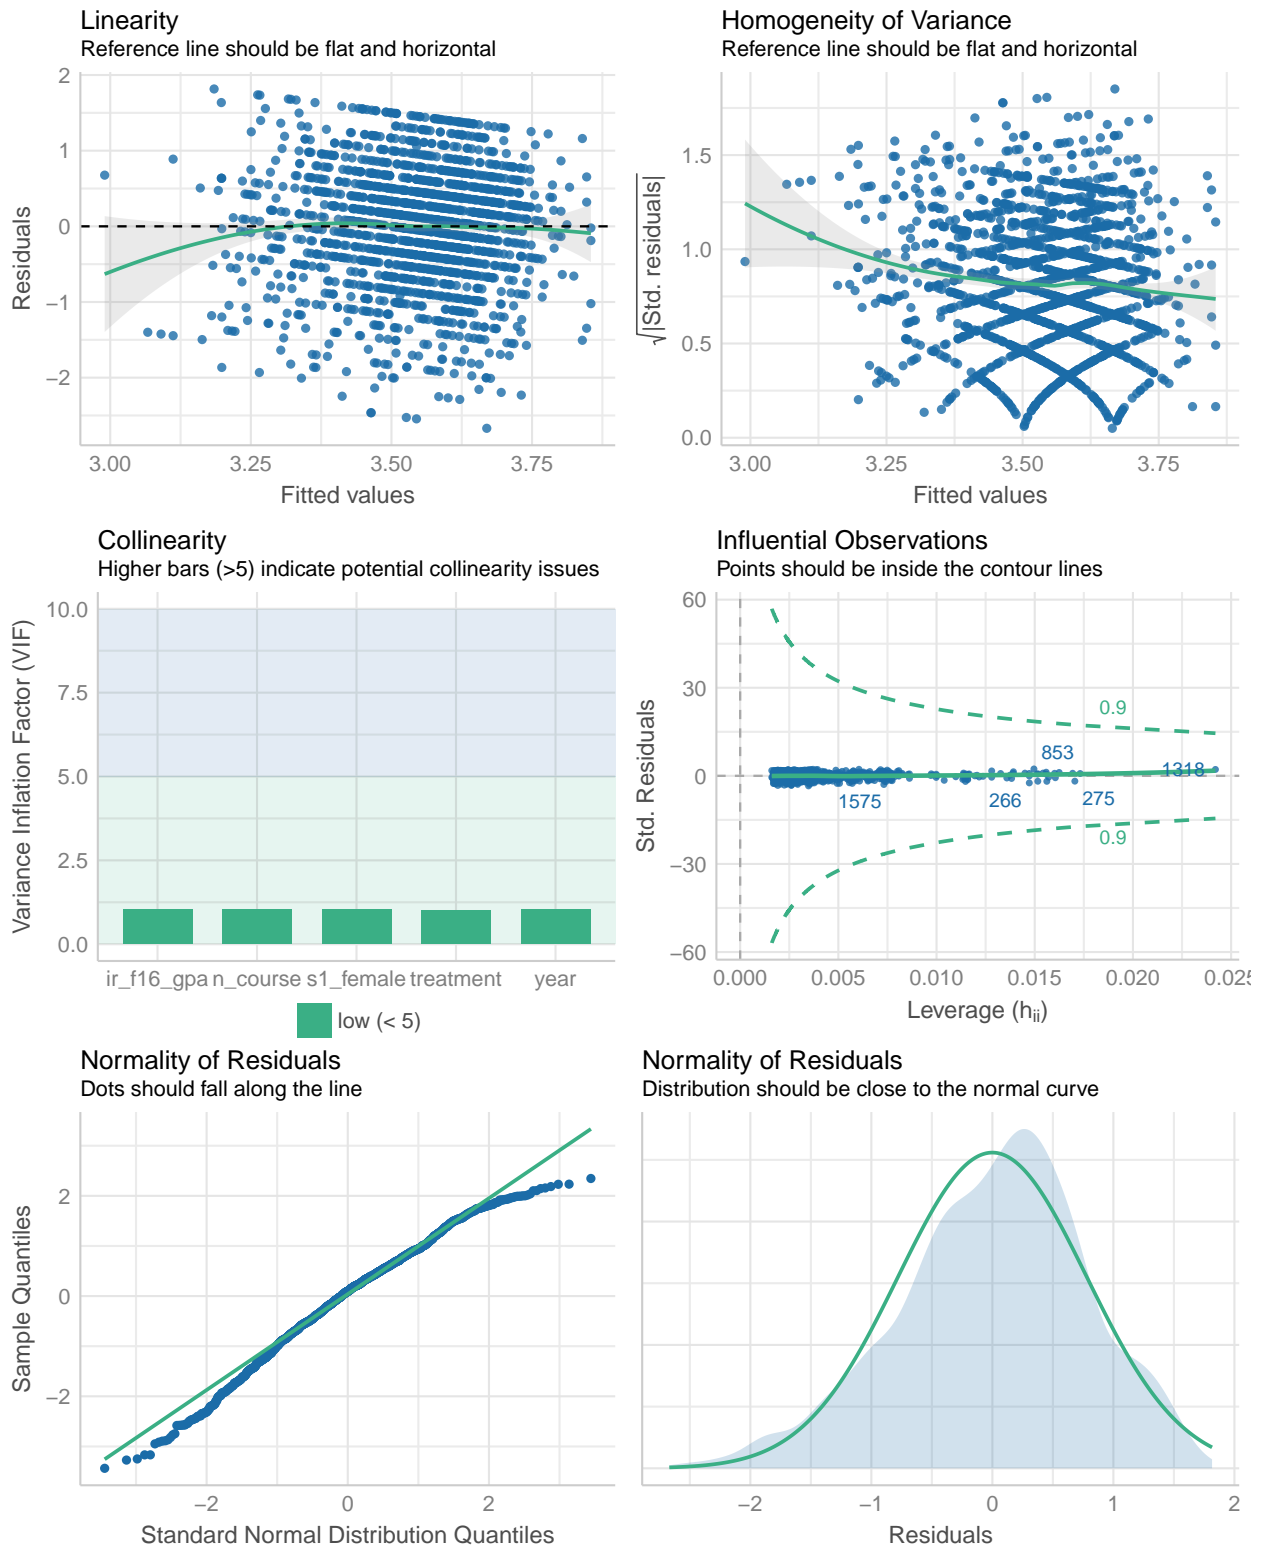 Linearity
Reference line should be flat and horizontal
2
1
0
−1
−2
Residuals
3.00 3.25 3.50 3.75
Fitted values
Homogeneity of Variance
Reference line should be flat and horizontal
1.5
1.0
0.5
0.0
√|Std. residuals|
3.00 3.25 3.50 3.75
Fitted values
Collinearity
Higher bars (>5) indicate potential collinearity issues
10.0
7.5
5.0
2.5
0.0
Variance Inflation Factor (VIF)
ir_f16_gpa n_course s1_female treatment year
low (< 5)
Influential Observations
Points should be inside the contour lines
60
30
0
−30
−60
Std. Residuals
0.9
853
1318
1575 266 275
0.9
0.000 0.005 0.010 0.015 0.020 0.025
Leverage (hii)
Normality of Residuals
Dots should fall along the line
2
0
−2
Sample Quantiles
−2 0 2
Standard Normal Distribution Quantiles
Normality of Residuals
Distribution should be close to the normal curve
−2 −1 0 1 2
Residuals